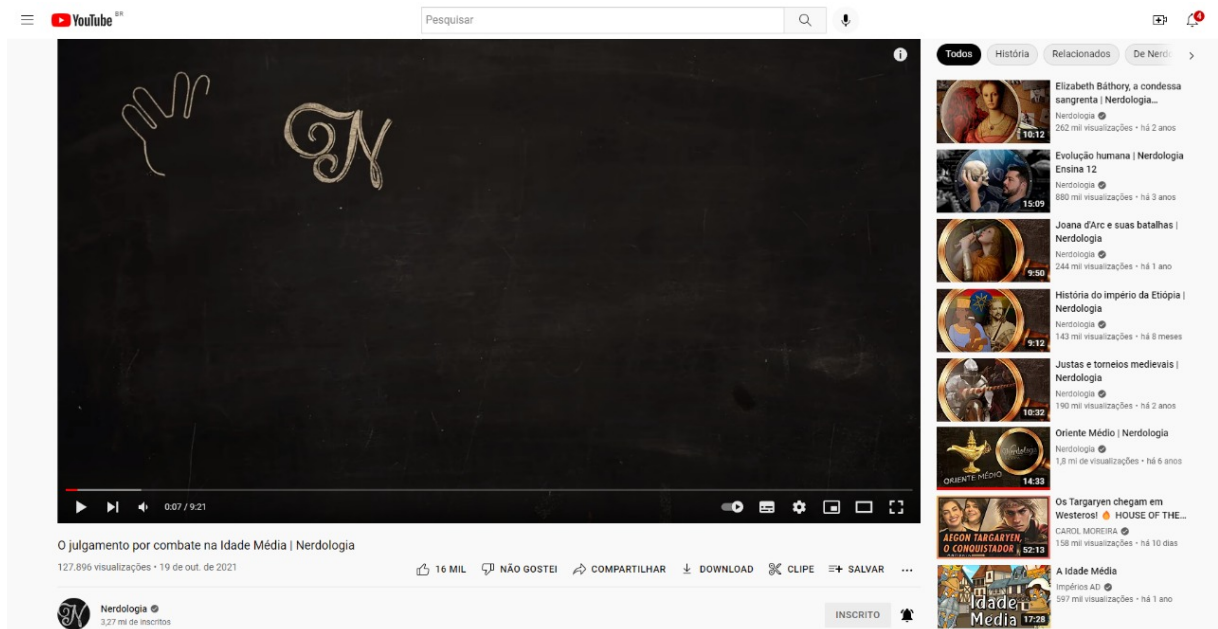 YouTube BR
Pesquisar
4
N
0:07 / 9:21
O julgamento por combate na Idade Média | Nerdologia
127.896 visualizações • 19 de out. de 2021
16 MIL NÃO GOSTEI COMPARTILHAR DOWNLOAD CLIPE SALVAR ...
Nerdologia
3,27 mi de inscritos
INSCRITO
Todos História Relacionados De Nerdo
10:12
Elizabeth Báthory, a condessa
sangrenta | Nerdologia...
Nerdologia
262 mil visualizações • há 2 anos
15:09
Evolução humana | Nerdologia
Ensina 12
Nerdologia
880 mil visualizações • há 3 anos
9:50
Joana d'Arc e suas batalhas |
Nerdologia
Nerdologia
244 mil visualizações • há 1 ano
9:12
História do império da Etiópia |
Nerdologia
Nerdologia
143 mil visualizações • há 8 meses
10:32
Justas e torneios medievais |
Nerdologia
Nerdologia
190 mil visualizações • há 2 anos
Nerdologia
ORIENTE MÉDIO
14:33
Oriente Médio | Nerdologia
Nerdologia
1,8 mi de visualizações • há 6 anos
AEGON TARGARYEN,
O CONQUISTADOR
52:13
Os Targaryen chegam em
Westeros! 🔥 HOUSE OF THE...
CAROL MOREIRA
158 mil visualizações • há 10 dias
Idade
Média
17:28
A Idade Média
Impérios AD
597 mil visualizações • há 1 ano